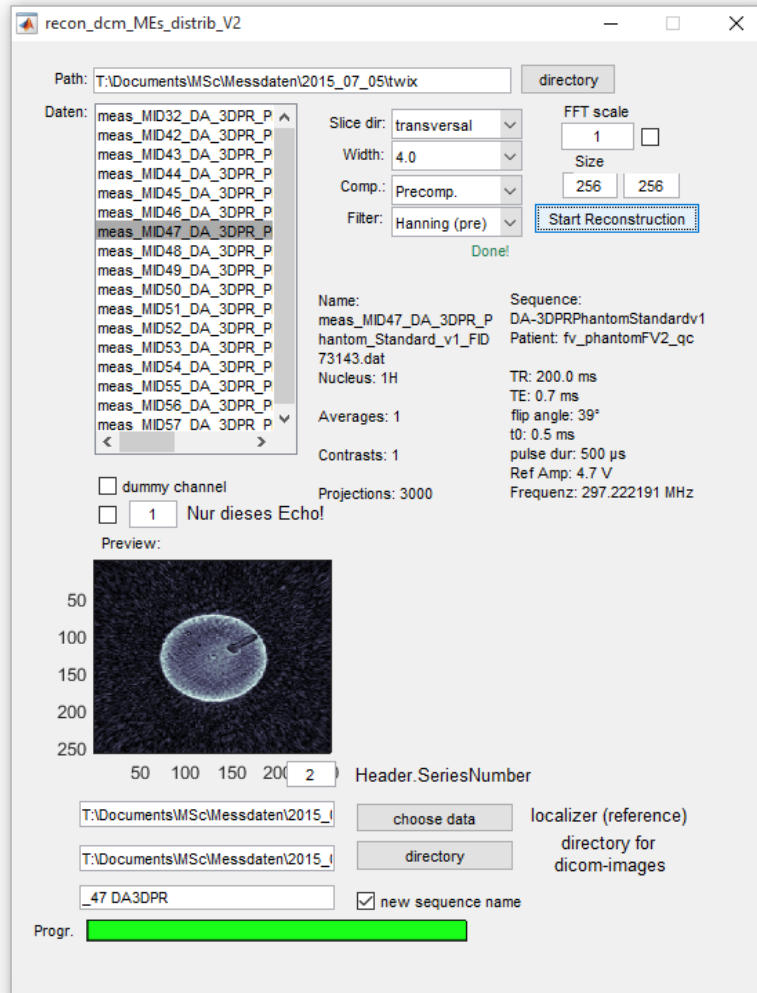 recon_dcm_MEs_distrib_V2
Path: T:\Documents\MSc\Messdaten\2015_07_05\twix directory
Daten:
meas_MID32_DA_3DPR_P
meas_MID42_DA_3DPR_P
meas_MID43_DA_3DPR_P
meas_MID44_DA_3DPR_P
meas_MID45_DA_3DPR_P
meas_MID46_DA_3DPR_P
meas_MID47_DA_3DPR_P
meas_MID48_DA_3DPR_P
meas_MID49_DA_3DPR_P
meas_MID50_DA_3DPR_P
meas_MID51_DA_3DPR_P
meas_MID52_DA_3DPR_P
meas_MID53_DA_3DPR_P
meas_MID54_DA_3DPR_P
meas_MID55_DA_3DPR_P
meas_MID56_DA_3DPR_P
meas_MID57_DA_3DPR_P
Slice dir: transversal
Width: 4.0
Comp.: Precomp.
Filter: Hanning (pre)
FFT scale
1
Size
256 256
Start Reconstruction
Done!
Name:
meas_MID47_DA_3DPR_P
hantom_Standard_v1_FID
73143.dat
Nucleus: 1H
Averages: 1
Contrasts: 1
Projections: 3000
Sequence:
DA-3DPRPhantomStandardv1
Patient: fv_phantomFV2_qc
TR: 200.0 ms
TE: 0.7 ms
flip angle: 39°
t0: 0.5 ms
pulse dur: 500 µs
Ref Amp: 4.7 V
Frequenz: 297.222191 MHz
dummy channel
1 Nur dieses Echo!
Preview:
50
100
150
200
250
50 100 150 200
2 Header.SeriesNumber
T:\Documents\MSc\Messdaten\2015_( choose data localizer (reference)
T:\Documents\MSc\Messdaten\2015_( directory directory for
dicom-images
_47 DA3DPR new sequence name
Progr.